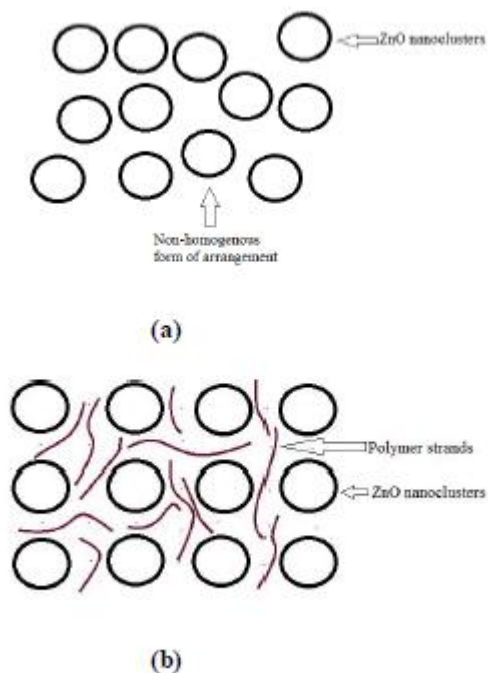 ZnO nanoclusters
Non-homogenous
form of arrangement
(a)
Polymer strands
ZnO nanoclusters
(b)